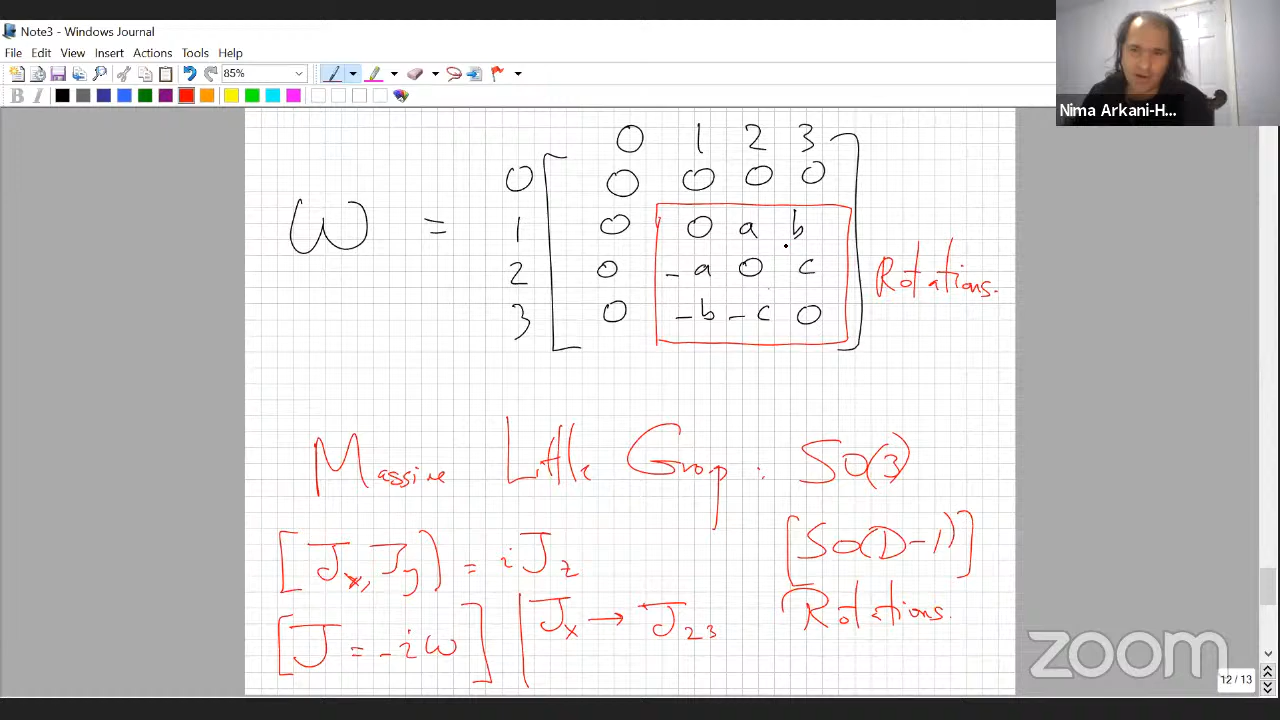 Note3 - Windows Journal
File Edit View Insert Actions Tools Help
85%
B I
Nima Arkani-H...
0 1 2 3
0 [ 0 0 0 0 ]
ω = 1 [ 0 0 a b ]
2 [ 0 -a 0 c ] Rotations.
3 [ 0 -b -c 0 ]
Massive Little Group : SO(3)
[Jx, Jy) = i Jz [SO(D-1)]
[J = -iω] | Jx → J23 Rotations.
zoom
12 / 13